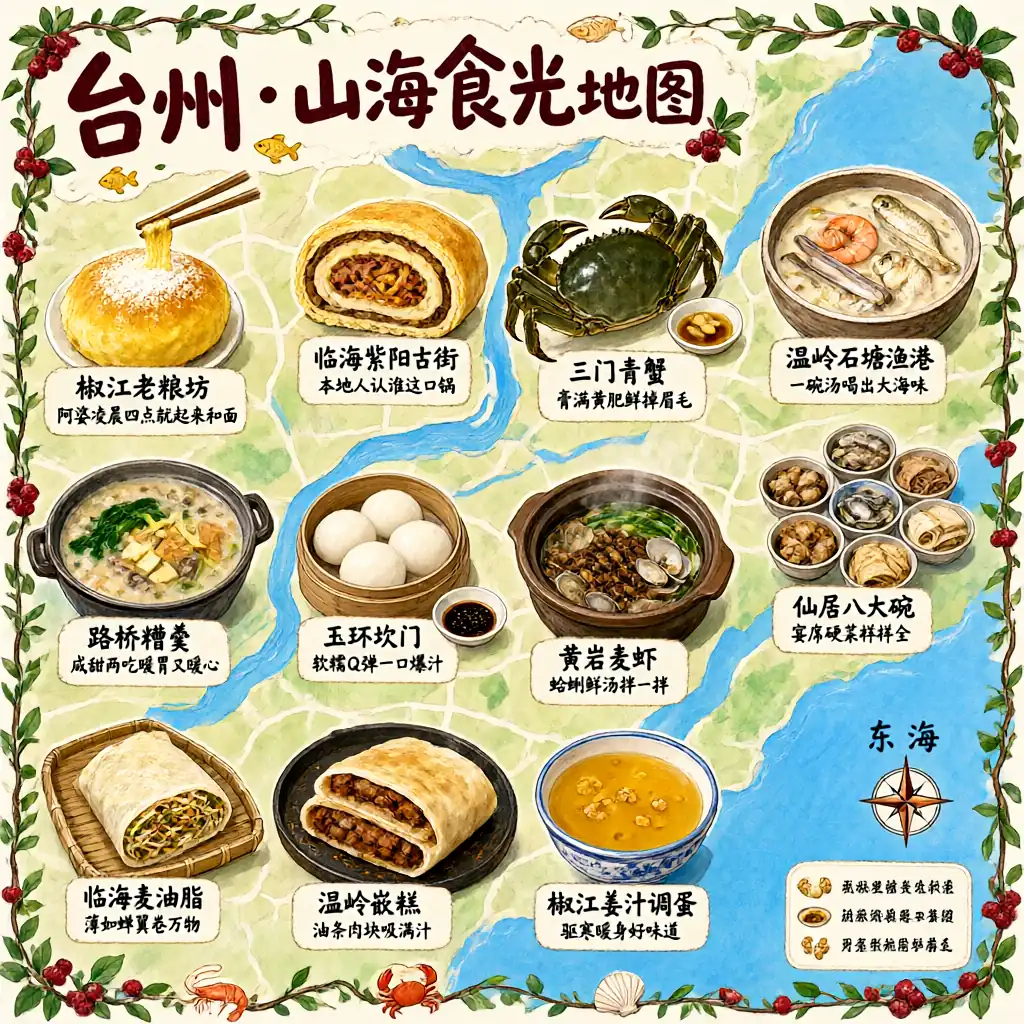 台州·山海食光地图
椒江老粮坊
阿婆凌晨四点就起来和面
临海紫阳古街
本地人认准这口锅
三门青蟹
膏满黄肥鲜掉眉毛
温岭石塘渔港
一碗汤喝出大海味
路桥糟羹
咸甜两吃暖胃又暖心
玉环坎门
软糯Q弹一口爆汁
黄岩麦虾
蛤蜊鲜汤拌一拌
仙居八大碗
宴席硬菜样样全
东海
临海麦油脂
薄如蝉翼卷万物
温岭嵌糕
油条肉块吸满汁
椒江姜汁调蛋
驱寒暖身好味道